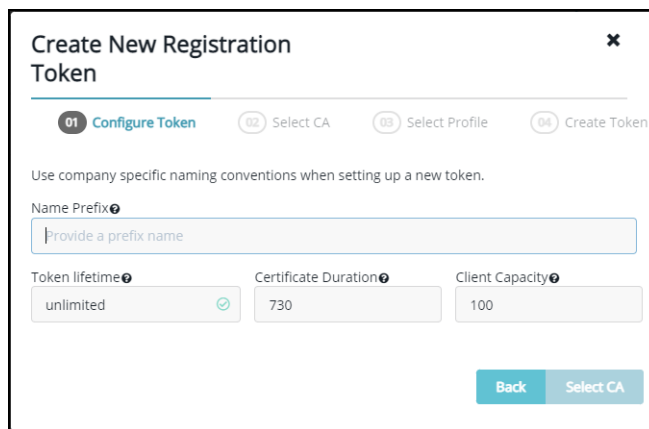 Create New Registration
Token
01 Configure Token 02 Select CA 03 Select Profile 04 Create Token
Use company specific naming conventions when setting up a new token.
Name Prefix
Provide a prefix name
Token lifetime Certificate Duration Client Capacity
unlimited 730 100
Back Select CA